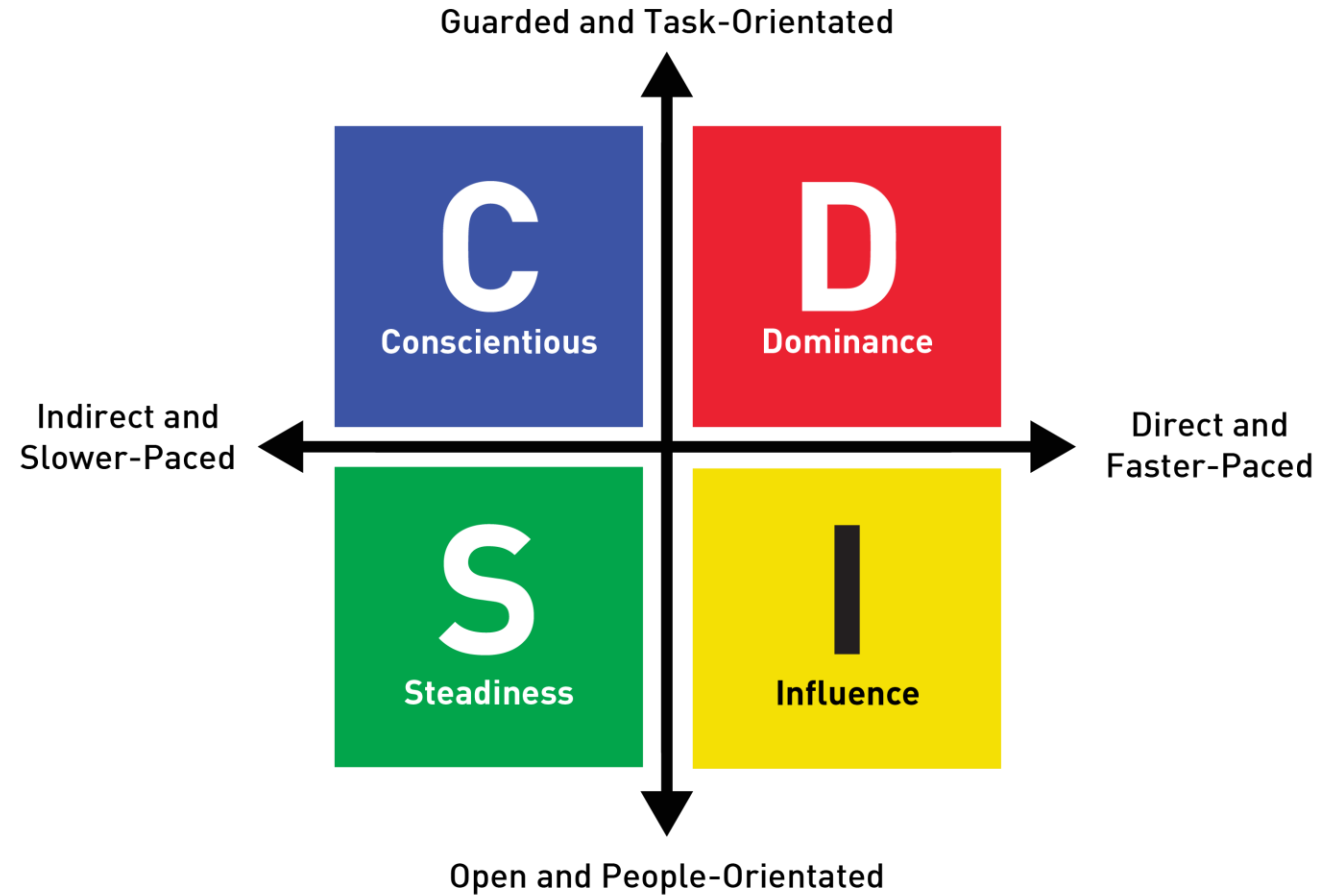 Guarded and Task-Orientated
C
Conscientious
D
Dominance
Indirect and
Slower-Paced
Direct and
Faster-Paced
S
Steadiness
I
Influence
Open and People-Orientated